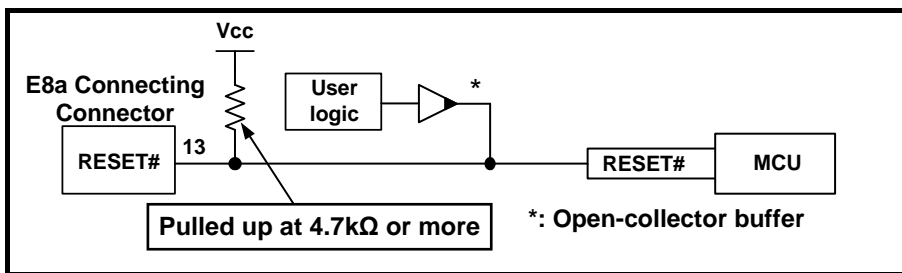 Vcc
E8a Connecting
Connector
User
logic
*
RESET#
13
RESET#
MCU
Pulled up at 4.7kΩ or more
*: Open-collector buffer